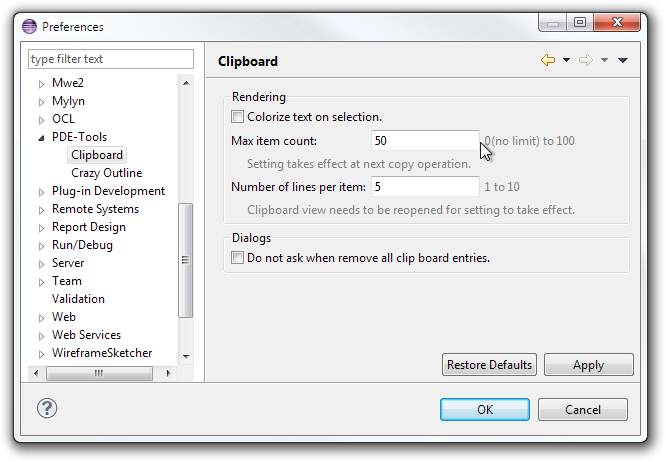 Preferences
type filter text
Mwe2
Mylyn
OCL
PDE-Tools
Clipboard
Crazy Outline
Plug-in Development
Remote Systems
Report Design
Run/Debug
Server
Team
Validation
Web
Web Services
WireframeSketcher
Clipboard
Rendering
Colorize text on selection.
Max item count: 50 0(no limit) to 100
Setting takes effect at next copy operation.
Number of lines per item: 5 1 to 10
Clipboard view needs to be reopened for setting to take effect.
Dialogs
Do not ask when remove all clip board entries.
Restore Defaults Apply
? OK Cancel